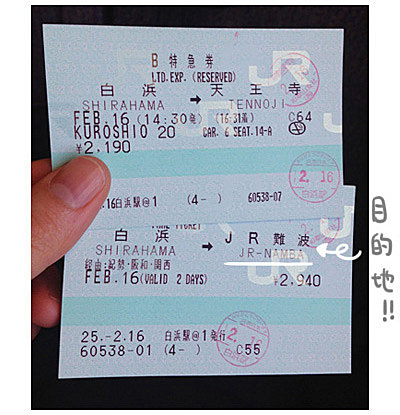 B 特急券
LTD.EXP. (RESERVED)
白浜 → 天王寺
SHIRAHAMA TENNOJI
FEB.16 (14:30発) (16:31着) C64
KUROSHIO 20 CAR. 6 SEAT.14-A
¥2,190
2.-16
.16白浜駅@1 (4-) 60538-07
白浜 → JR難波
SHIRAHAMA JR-NAMBA
経由:紀勢・阪和・関西
FEB.16(VALID 2 DAYS) ¥2,940
25.-2.16 白浜駅@1発行
60538-01 (4-) C55
JR
目的地!!